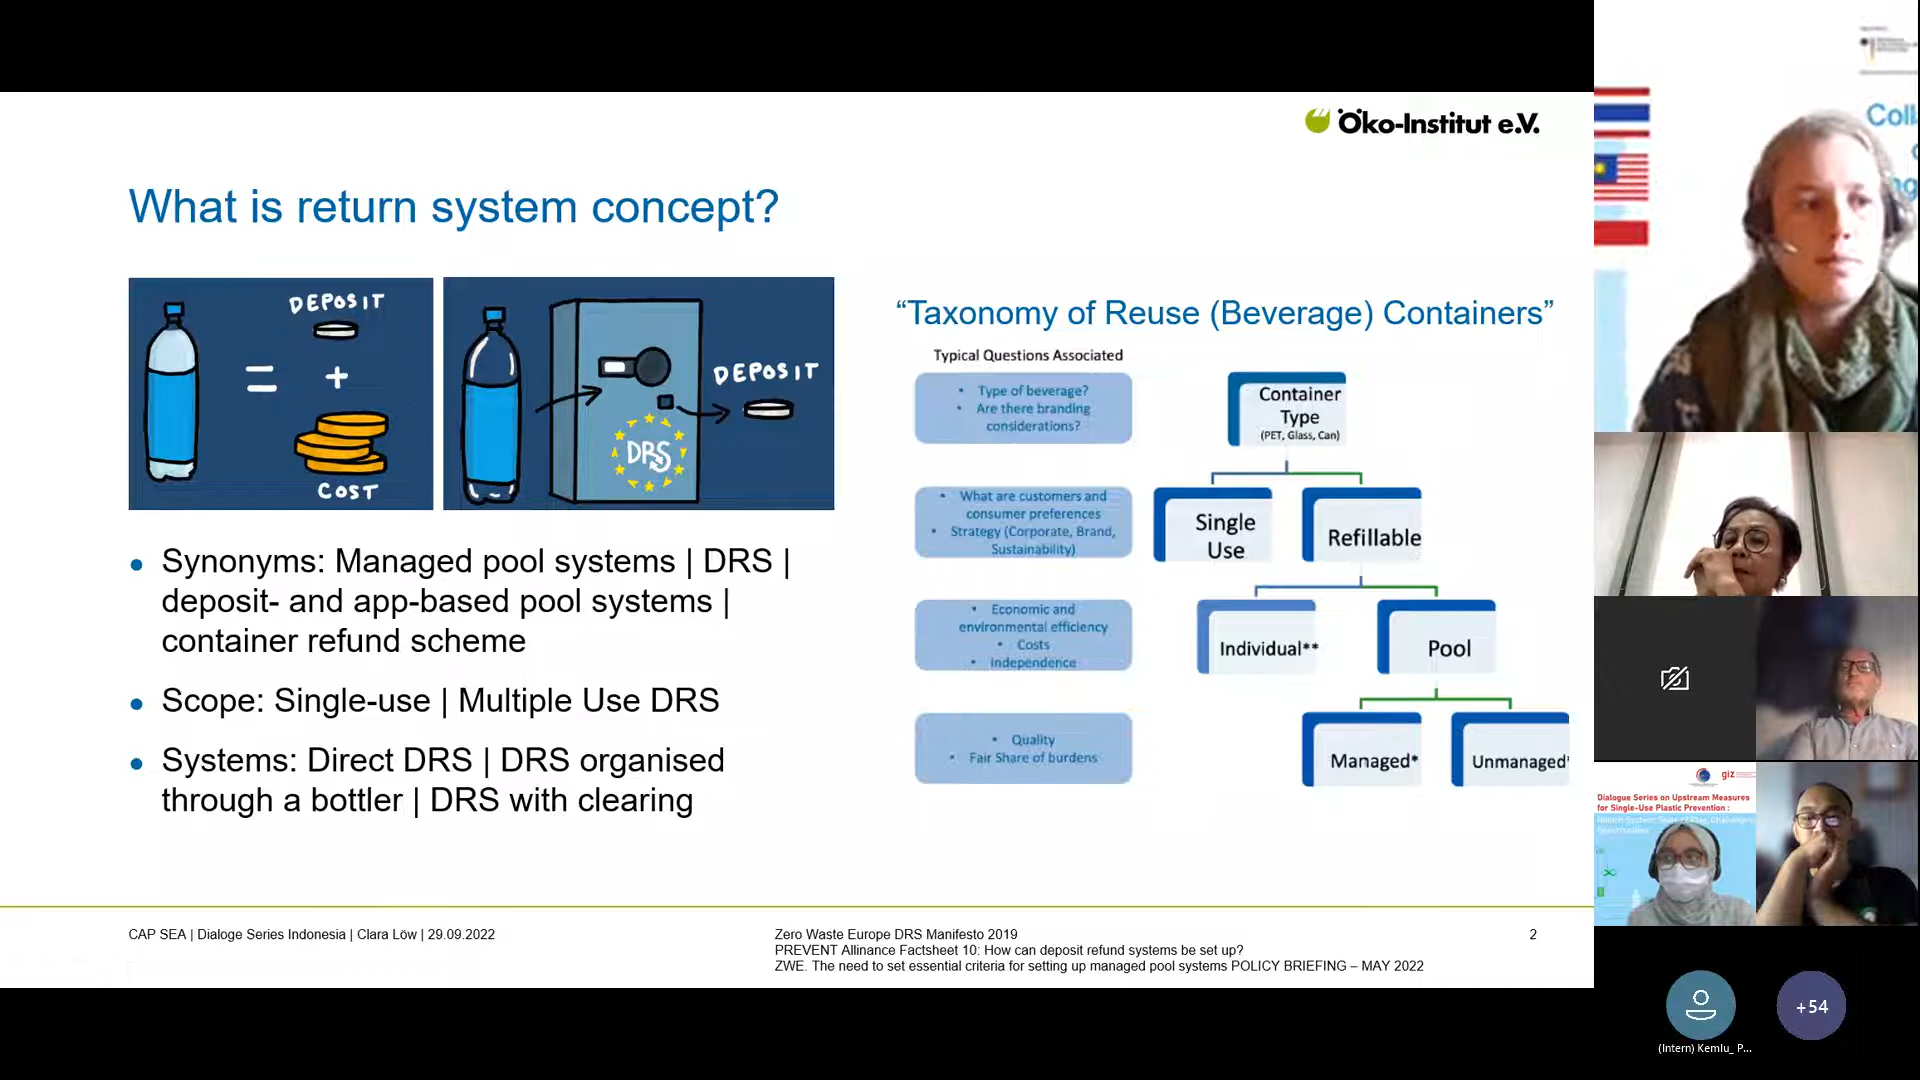 Öko-Institut e.V.
What is return system concept?
DEPOSIT
=
+
COST
DEPOSIT
DRS
• Synonyms: Managed pool systems | DRS |
deposit- and app-based pool systems |
container refund scheme
• Scope: Single-use | Multiple Use DRS
• Systems: Direct DRS | DRS organised
through a bottler | DRS with clearing
“Taxonomy of Reuse (Beverage) Containers”
Typical Questions Associated
• Type of beverage?
• Are there branding
considerations?
• What are customers and
consumer preferences
• Strategy (Corporate, Brand,
Sustainability)
• Economic and
environmental efficiency
• Costs
• Independence
• Quality
• Fair Share of burdens
Container
Type
(PET, Glass, Can)
Single
Use
Refillable
Individual**
Pool
Managed*
Unmanaged*
CAP SEA | Dialoge Series Indonesia | Clara Löw | 29.09.2022
Zero Waste Europe DRS Manifesto 2019
PREVENT Allinance Factsheet 10: How can deposit refund systems be set up?
ZWE. The need to set essential criteria for setting up managed pool systems POLICY BRIEFING – MAY 2022
2
Coll
giz
Dialogue Series on Upstream Measures
for Single-Use Plastic Prevention :
(Intern) Kemlu_ P...
+54